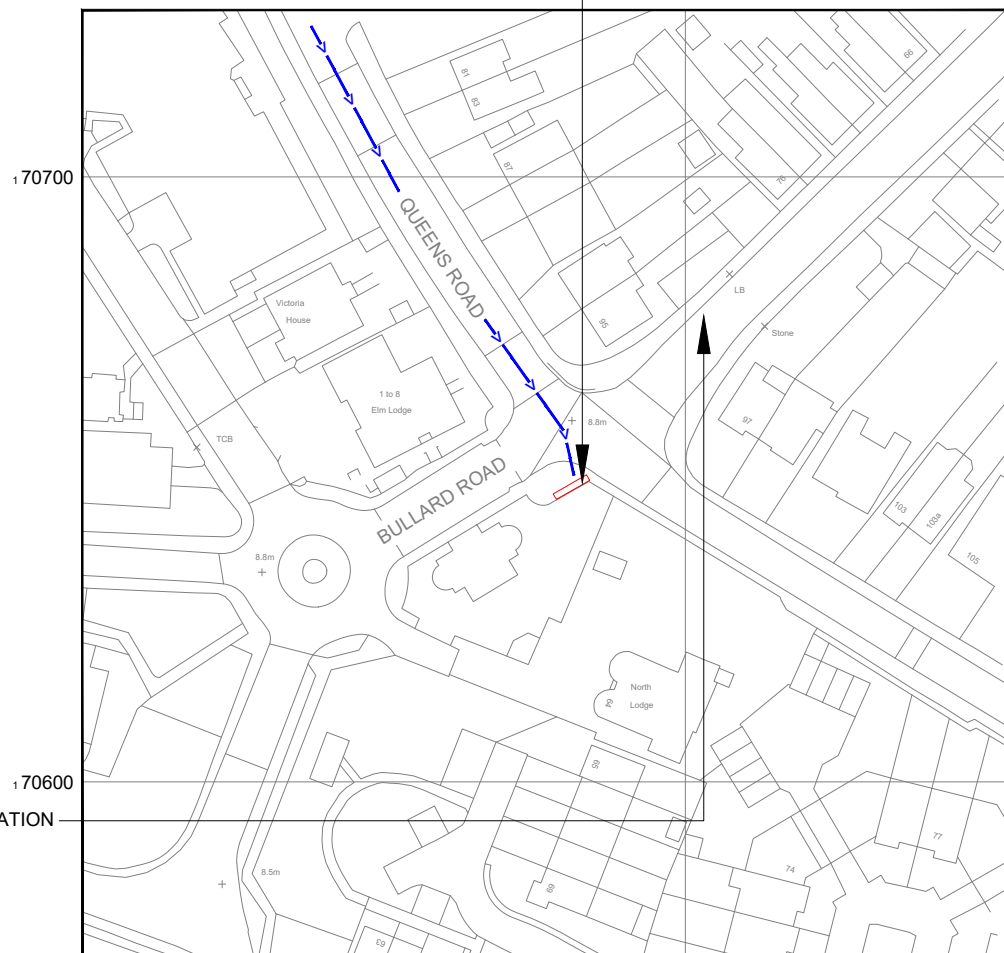 66
81
83
87
76
170700
QUEENS ROAD
LB
Victoria
House
95
Stone
1 to 8
Elm Lodge
97
8.8m
TCB
BULLARD ROAD
103
103a
105
8.8m
North
Lodge
64
65
170600
ATION
77
74
8.5m
69
63